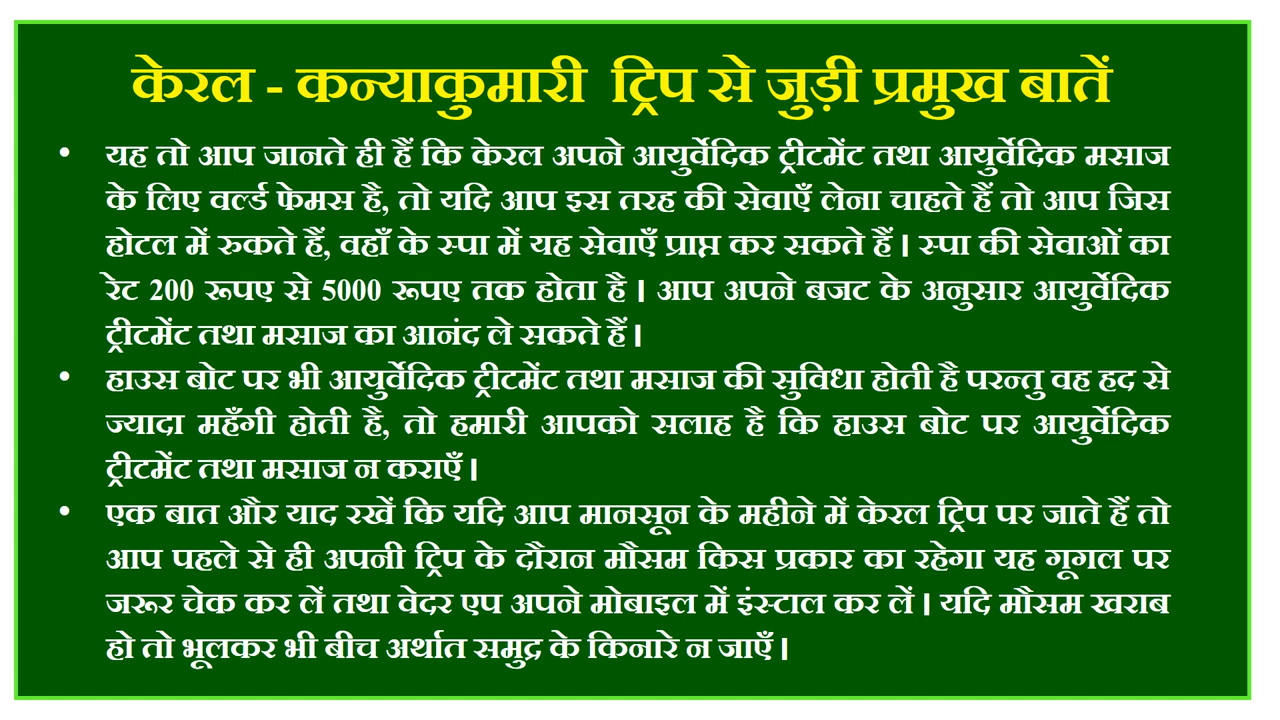 केरल - कन्याकुमारी ट्रिप से जुड़ी प्रमुख बातें
• यह तो आप जानते ही हैं कि केरल अपने आयुर्वेदिक ट्रीटमेंट तथा आयुर्वेदिक मसाज
के लिए वर्ल्ड फेमस है, तो यदि आप इस तरह की सेवाएँ लेना चाहते हैं तो आप जिस
होटल में रुकते हैं, वहाँ के स्पा में यह सेवाएँ प्राप्त कर सकते हैं। स्पा की सेवाओं का
रेट 200 रूपए से 5000 रूपए तक होता है। आप अपने बजट के अनुसार आयुर्वेदिक
ट्रीटमेंट तथा मसाज का आनंद ले सकते हैं।
• हाउस बोट पर भी आयुर्वेदिक ट्रीटमेंट तथा मसाज की सुविधा होती है परन्तु वह हद से
ज्यादा महँगी होती है, तो हमारी आपको सलाह है कि हाउस बोट पर आयुर्वेदिक
ट्रीटमेंट तथा मसाज न कराएँ।
• एक बात और याद रखें कि यदि आप मानसून के महीने में केरल ट्रिप पर जाते हैं तो
आप पहले से ही अपनी ट्रिप के दौरान मौसम किस प्रकार का रहेगा यह गूगल पर
जरूर चेक कर लें तथा वेदर एप अपने मोबाइल में इंस्टाल कर लें। यदि मौसम खराब
हो तो भूलकर भी बीच अर्थात समुद्र के किनारे न जाएँ।